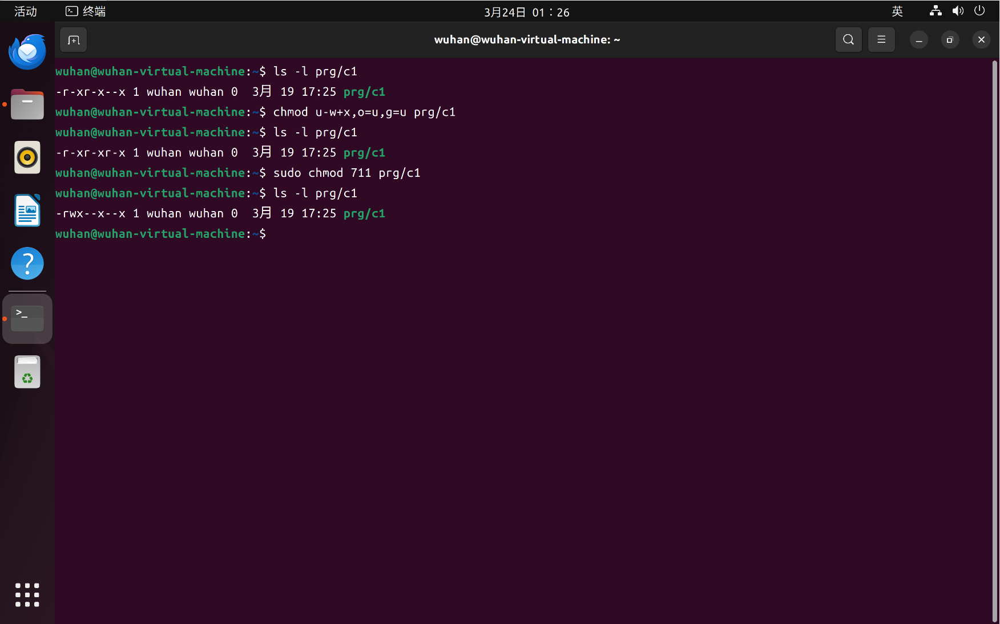 活动
终端
3月24日 01：26
英
wuhan@wuhan-virtual-machine: ~
wuhan@wuhan-virtual-machine:~$ ls -l prg/c1
-r-xr-x--x 1 wuhan wuhan 0  3月 19 17:25 prg/c1
wuhan@wuhan-virtual-machine:~$ chmod u-w+x,o=u,g=u prg/c1
wuhan@wuhan-virtual-machine:~$ ls -l prg/c1
-r-xr-xr-x 1 wuhan wuhan 0  3月 19 17:25 prg/c1
wuhan@wuhan-virtual-machine:~$ sudo chmod 711 prg/c1
wuhan@wuhan-virtual-machine:~$ ls -l prg/c1
-rwx--x--x 1 wuhan wuhan 0  3月 19 17:25 prg/c1
wuhan@wuhan-virtual-machine:~$